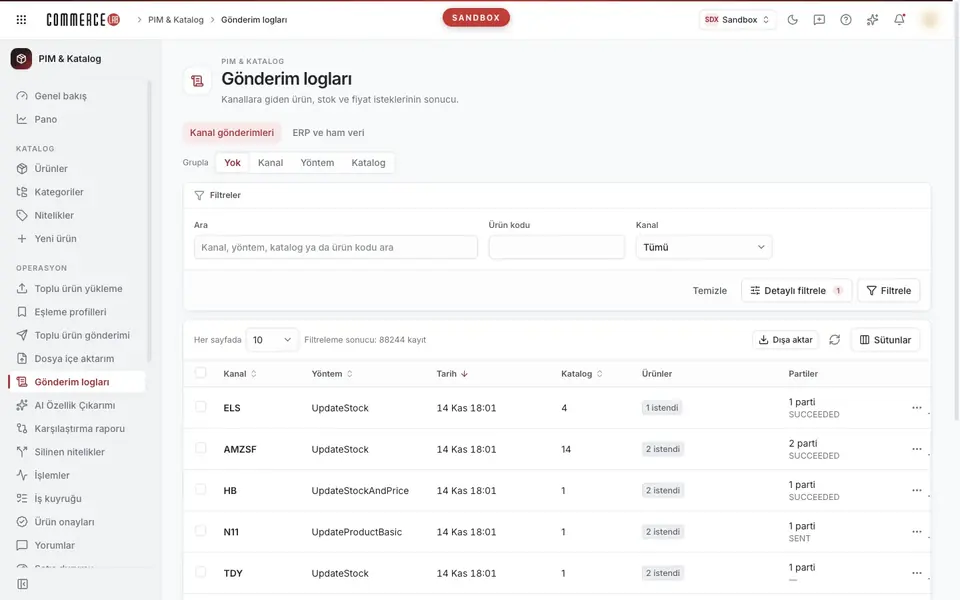 COMMERCE LAB
PIM & Katalog
Gönderim logları
SANDBOX
SDX Sandbox
PIM & Katalog
Genel bakış
Pano
KATALOG
Ürünler
Kategoriler
Nitelikler
Yeni ürün
OPERASYON
Toplu ürün yükleme
Eşleme profilleri
Toplu ürün gönderimi
Dosya içe aktarım
Gönderim logları
AI Özellik Çıkarımı
Karşılaştırma raporu
Silinen nitelikler
İşlemler
İş kuyruğu
Ürün onayları
Yorumlar
PIM & KATALOG
Gönderim logları
Kanallara giden ürün, stok ve fiyat isteklerinin sonucu.
Kanal gönderimleri
ERP ve ham veri
Grupla Yok Kanal Yöntem Katalog
Filtreler
Ara Ürün kodu Kanal
Kanal, yöntem, katalog ya da ürün kodu ara Tümü
Temizle Detaylı filtrele 1 Filtrele
Her sayfada 10 Filtreleme sonucu: 88244 kayıt Dışa aktar Sütunlar
Kanal Yöntem Tarih Katalog Ürünler Partiler
ELS UpdateStock 14 Kas 18:01 4 1 istendi 1 parti
SUCCEEDED
AMZSF UpdateStock 14 Kas 18:01 14 2 istendi 2 parti
SUCCEEDED
HB UpdateStockAndPrice 14 Kas 18:01 1 2 istendi 1 parti
SUCCEEDED
N11 UpdateProductBasic 14 Kas 18:01 1 2 istendi 1 parti
SENT
TDY UpdateStock 14 Kas 18:01 1 2 istendi 1 parti
—